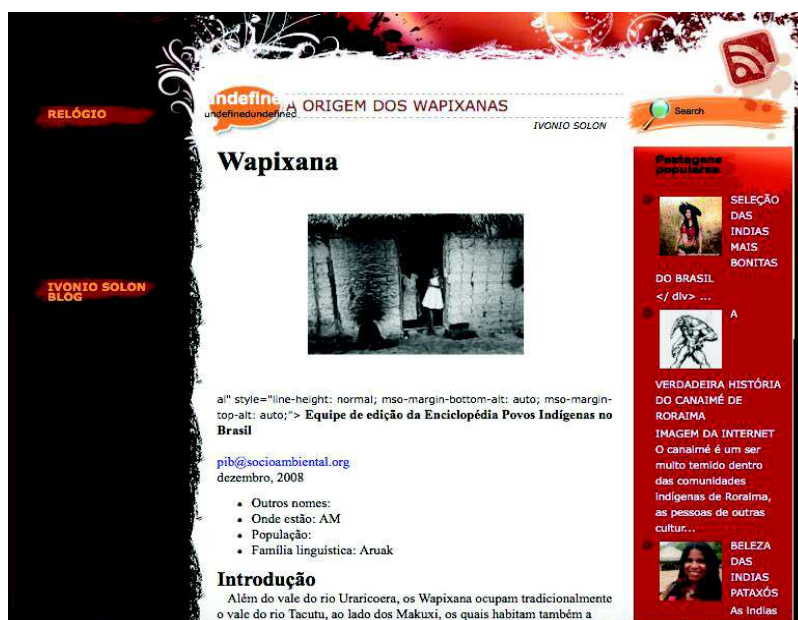 RELÓGIO
IVONIO SOLON
BLOG
undefine
undefinedundefined
A ORIGEM DOS WAPIXANAS
IVONIO SOLON
Wapixana
al" style="line-height: normal; mso-margin-bottom-alt: auto; mso-margin-
top-alt: auto;"> Equipe de edição da Enciclopédia Povos Indígenas no
Brasil
pib@socioambiental.org
dezembro, 2008
• Outros nomes:
• Onde estão: AM
• População:
• Família linguística: Aruak
Introdução
Além do vale do rio Uraricoera, os Wapixana ocupam tradicionalmente
o vale do rio Tacutu, ao lado dos Makuxi, os quais habitam também a
Search
Postagens
populares
SELEÇÃO
DAS
INDIAS
MAIS
BONITAS
DO BRASIL
</ div> ...
A
VERDADEIRA HISTÓRIA
DO CANAIMÉ DE
RORAIMA
IMAGEM DA INTERNET
O canaimé é um ser
muito temido dentro
das comunidades
indígenas de Roraima,
as pessoas de outras
cultur...
BELEZA
DAS
INDIAS
PATAXÓS
As Indias